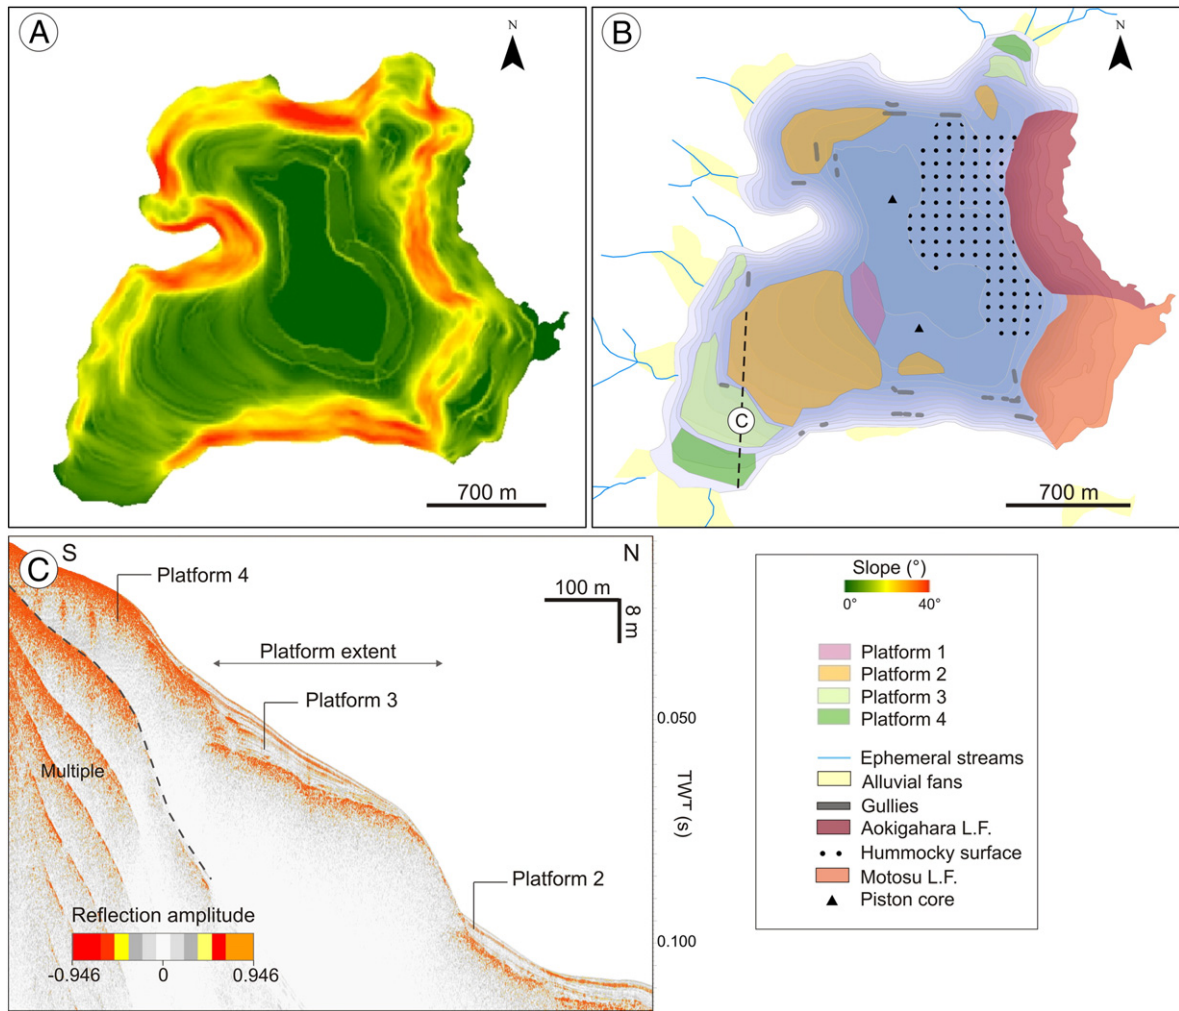 A
N
700 m
B
N
C
700 m
C
S
N
Platform 4
100 m
8 m
Platform extent
Platform 3
0.050
Multiple
TWT (s)
Platform 2
Reflection amplitude
0.100
-0.946 0 0.946
Slope (°)
0° 40°
Platform 1
Platform 2
Platform 3
Platform 4
Ephemeral streams
Alluvial fans
Gullies
Aokigahara L.F.
Hummocky surface
Motosu L.F.
Piston core